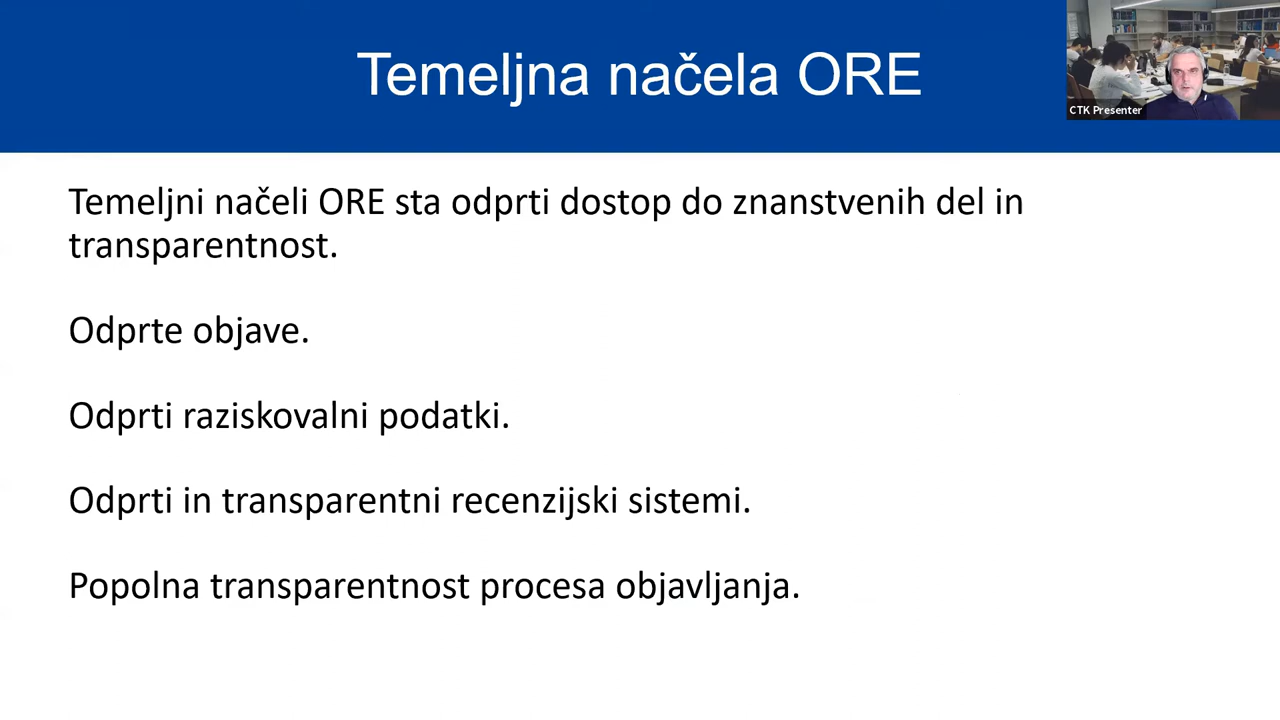 Temeljna načela ORE
CTK Presenter
Temeljni načeli ORE sta odprti dostop do znanstvenih del in
transparentnost.
Odprte objave.
Odprti raziskovalni podatki.
Odprti in transparentni recenzijski sistemi.
Popolna transparentnost procesa objavljanja.